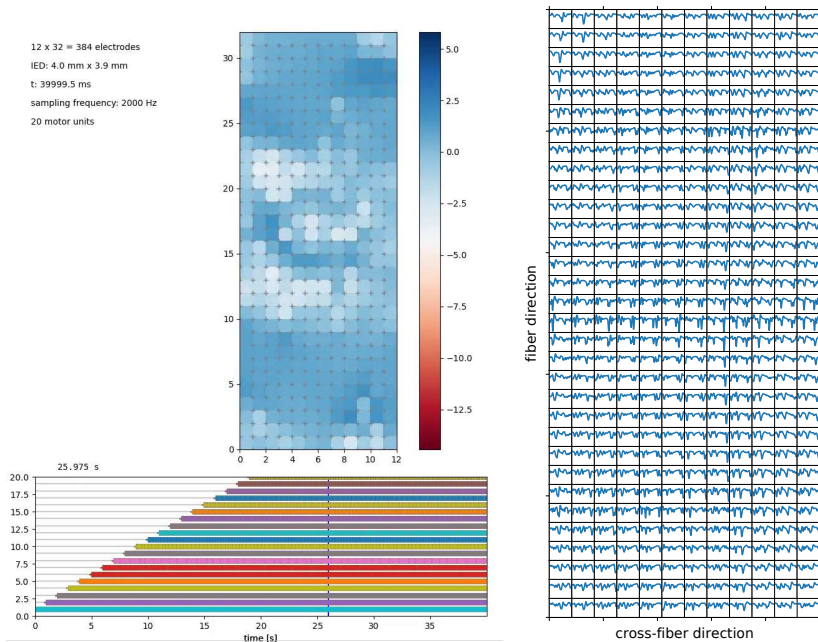 12 x 32 = 384 electrodes
IED: 4.0 mm x 3.9 mm
t: 39999.5 ms
sampling frequency: 2000 Hz
20 motor units
30
25
20
15
10
5
0
0 2 4 6 8 10 12
5.0
2.5
0.0
−2.5
−5.0
−7.5
−10.0
−12.5
fiber direction
cross-fiber direction
25.975 s
20.0
17.5
15.0
12.5
10.0
7.5
5.0
2.5
0.0
0 5 10 15 20 25 30 35
time [s]